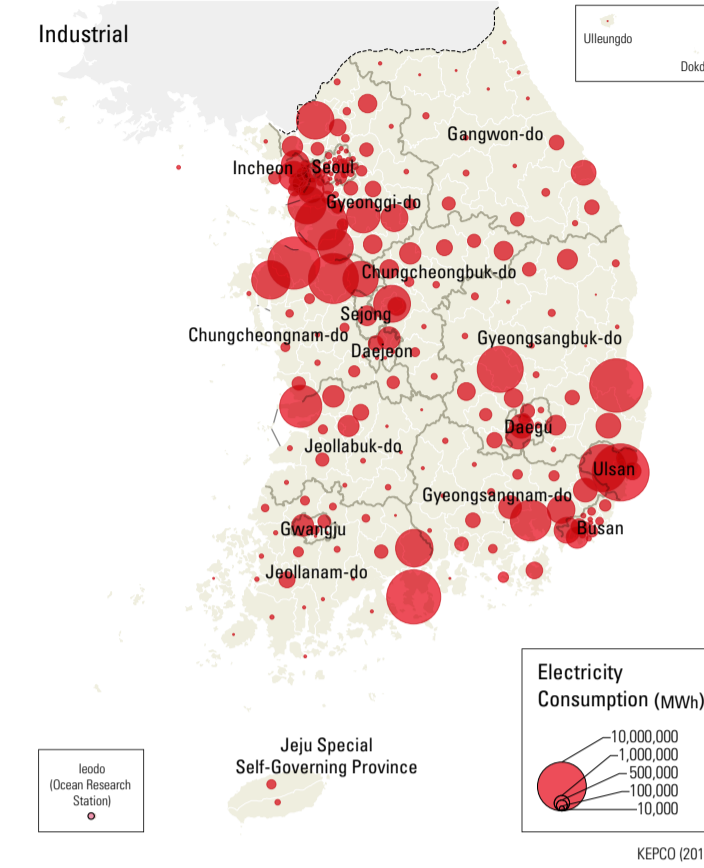 Industrial
Ulleungdo
Gangwon-do
Incheon
Seoul
Gyeonggi-do
Chungcheongbuk-do
Sejong
Chungcheongnam-do
Daejeon
Gyeongsangbuk-do
Daegu
Jeollabuk-do
Ulsan
Gyeongsangnam-do
Gwangju
Busan
Jeollanam-do
Electricity
Consumption (MWh)
10,000,000
1,000,000
500,000
100,000
10,000
Jeju Special
Self-Governing Province
Ieodo
(Ocean Research
Station)
KEPCO